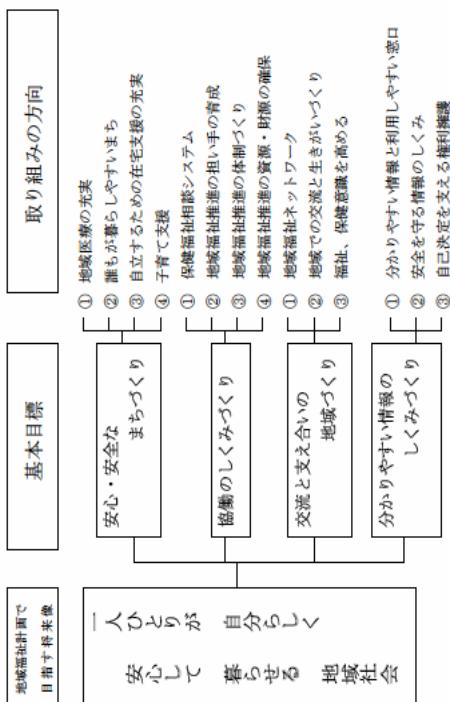 地域福祉計画で
目指す将来像
基本目標
取り組みの方向
一人ひとりが 自分らしく
安心して 暮らせる 地域社会
安心・安全な
まちづくり
① 地域医療の充実
② 誰もが暮らしやすいまち
③ 自立するための在宅支援の充実
④ 子育て支援
協働のしくみづくり
① 保健福祉相談システム
② 地域福祉推進の担い手の育成
③ 地域福祉推進の体制づくり
④ 地域福祉推進の資源・財源の確保
交流と支え合いの
地域づくり
① 地域福祉ネットワーク
② 地域での交流と生きがいづくり
③ 福祉、保健意識を高める
分かりやすい情報の
しくみづくり
① 分かりやすい情報と利用しやすい窓口
② 安全を守る情報のしくみ
③ 自己決定を支える権利擁護